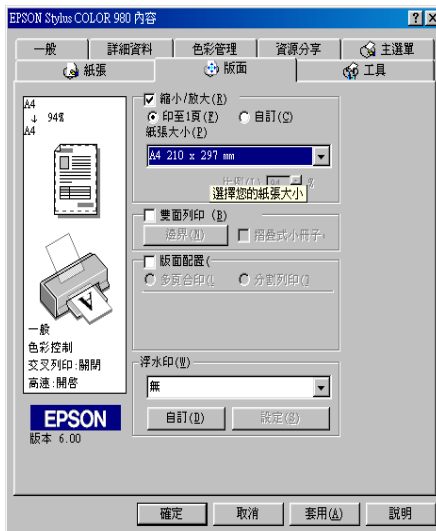 EPSON Stylus COLOR 980 內容
一般 詳細資料 色彩管理 資源分享 主選單
紙張 版面 工具
A4
↓ 94%
A4
一般
色彩控制
交叉列印:關閉
高速:開啓
EPSON
版本 6.00
縮小/放大(R)
印至1頁(F) 自訂(C)
紙張大小(P)
A4 210 x 297 mm
94 %
選擇您的紙張大小
雙面列印 (B)
邊界(N) 摺疊式小冊子
版面配置(
多頁合印( 分割列印(
浮水印(W)
無
自訂(D) 設定(S)
確定 取消 套用(A) 說明